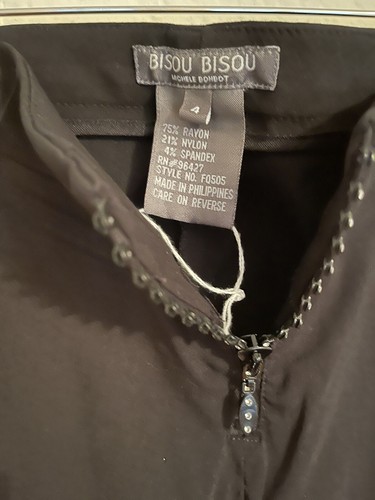 BISOU BISOU
MICHELE BOHBOT
4
75% RAYON
21% NYLON
4% SPANDEX
RN#96427
STYLE NO. F0505
MADE IN PHILIPPINES
CARE ON REVERSE